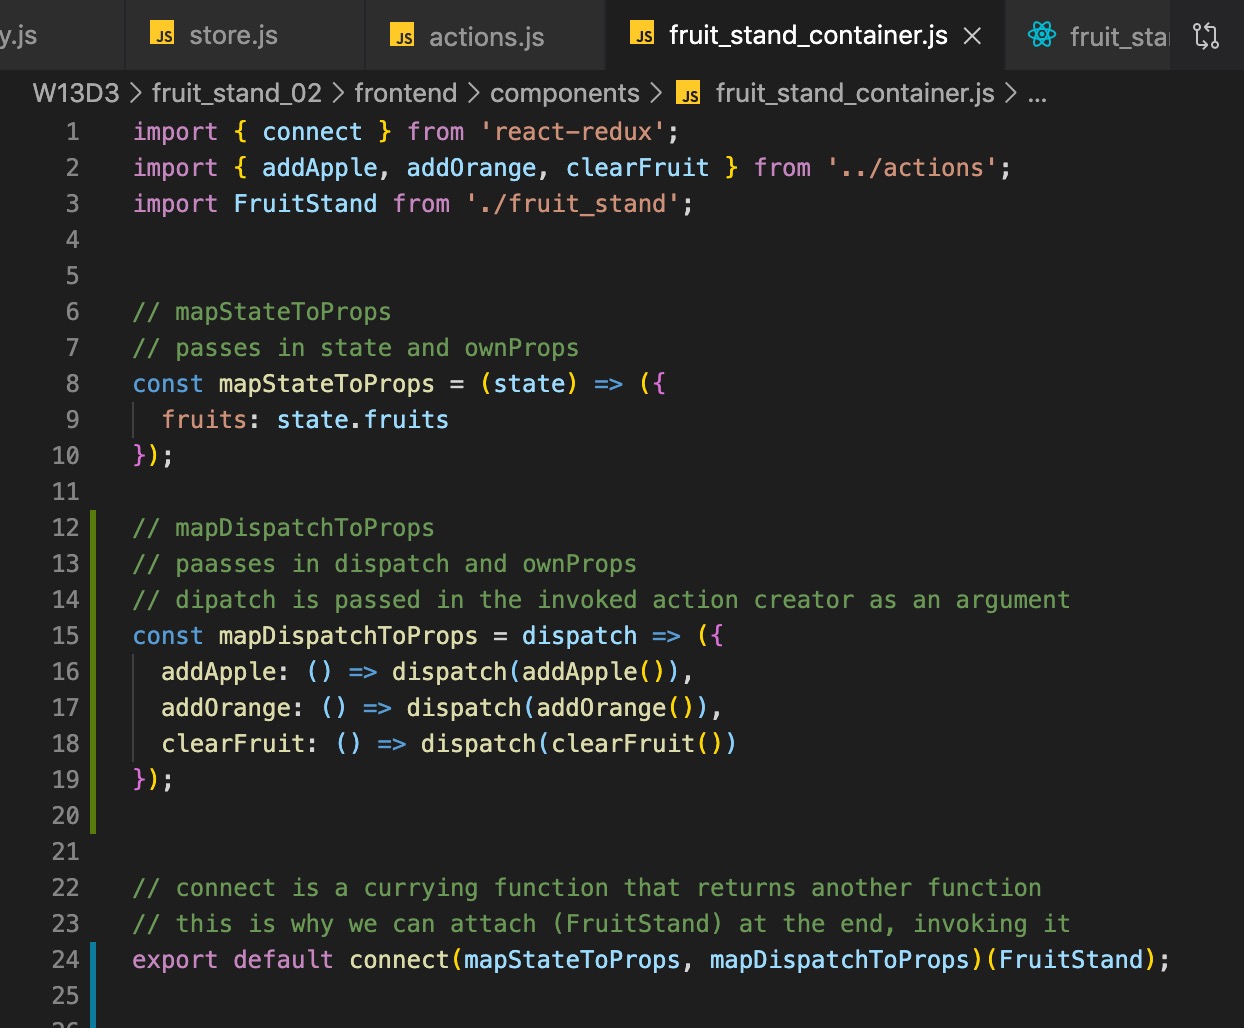 y.js
JS store.js
JS actions.js
JS fruit_stand_container.js
fruit_sta
W13D3 > fruit_stand_02 > frontend > components > JS fruit_stand_container.js > ...
1 import { connect } from 'react-redux';
2 import { addApple, addOrange, clearFruit } from '../actions';
3 import FruitStand from './fruit_stand';
4
5
6 // mapStateToProps
7 // passes in state and ownProps
8 const mapStateToProps = (state) => ({
9 fruits: state.fruits
10 });
11
12 // mapDispatchToProps
13 // paasses in dispatch and ownProps
14 // dipatch is passed in the invoked action creator as an argument
15 const mapDispatchToProps = dispatch => ({
16 addApple: () => dispatch(addApple()),
17 addOrange: () => dispatch(addOrange()),
18 clearFruit: () => dispatch(clearFruit())
19 });
20
21
22 // connect is a currying function that returns another function
23 // this is why we can attach (FruitStand) at the end, invoking it
24 export default connect(mapStateToProps, mapDispatchToProps)(FruitStand);
25